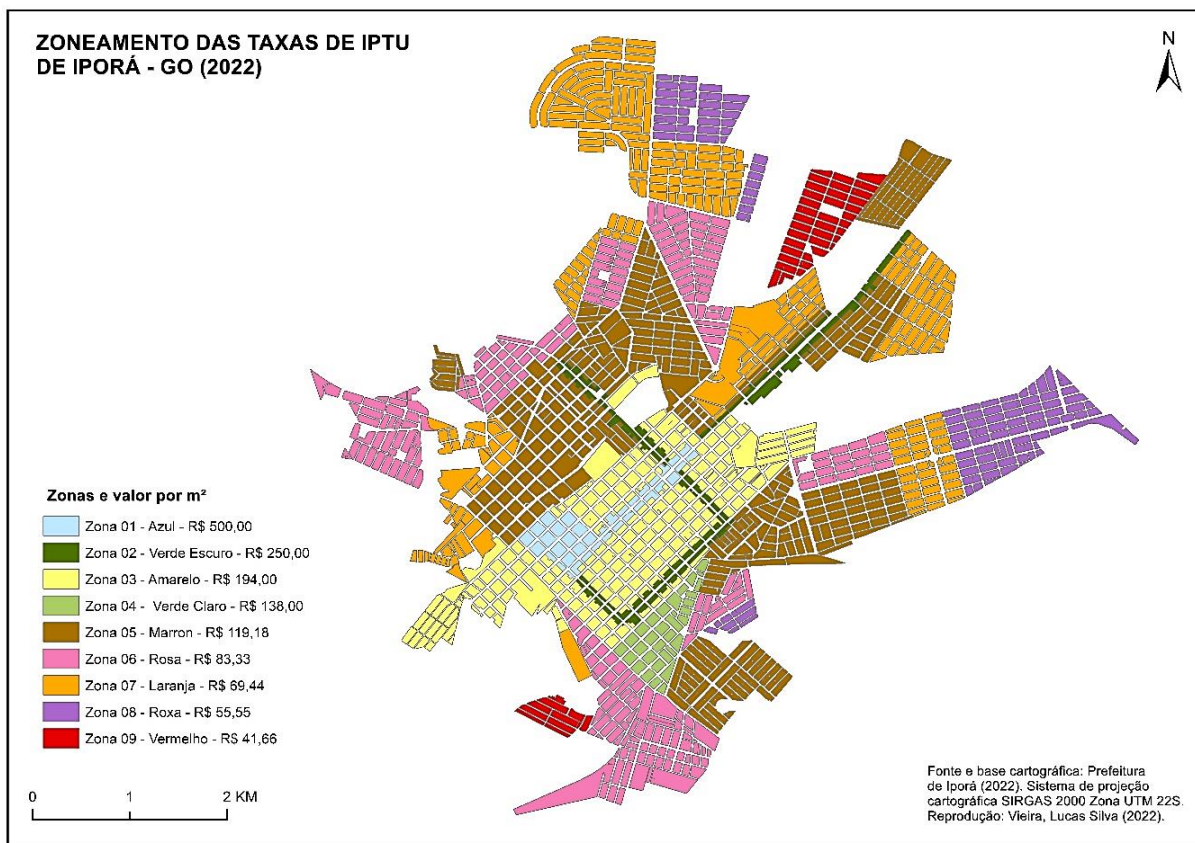 ZONEAMENTO DAS TAXAS DE IPTU
DE IPORÁ - GO (2022)
N
Zonas e valor por m²
Zona 01 - Azul - R$ 500,00
Zona 02 - Verde Escuro - R$ 250,00
Zona 03 - Amarelo - R$ 194,00
Zona 04 - Verde Claro - R$ 138,00
Zona 05 - Marron - R$ 119,18
Zona 06 - Rosa - R$ 83,33
Zona 07 - Laranja - R$ 69,44
Zona 08 - Roxa - R$ 55,55
Zona 09 - Vermelho - R$ 41,66
0 1 2 KM
Fonte e base cartográfica: Prefeitura
de Iporá (2022). Sistema de projeção
cartográfica SIRGAS 2000 Zona UTM 22S.
Reprodução: Vieira, Lucas Silva (2022).